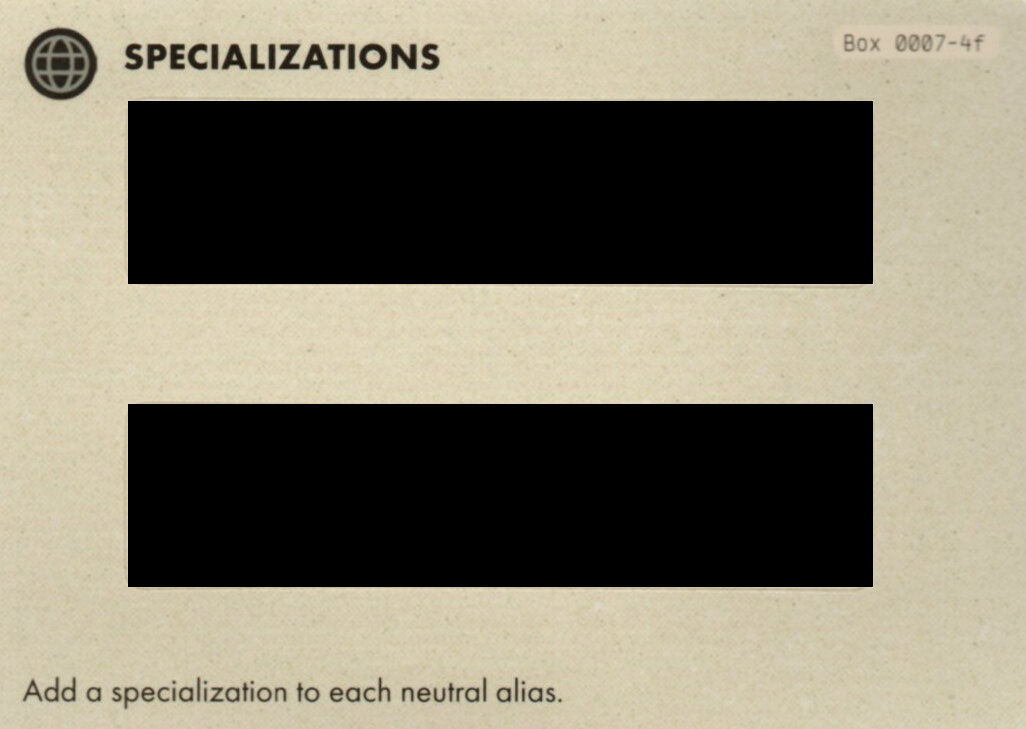 SPECIALIZATIONS
Box 0007-4f
Add a specialization to each neutral alias.